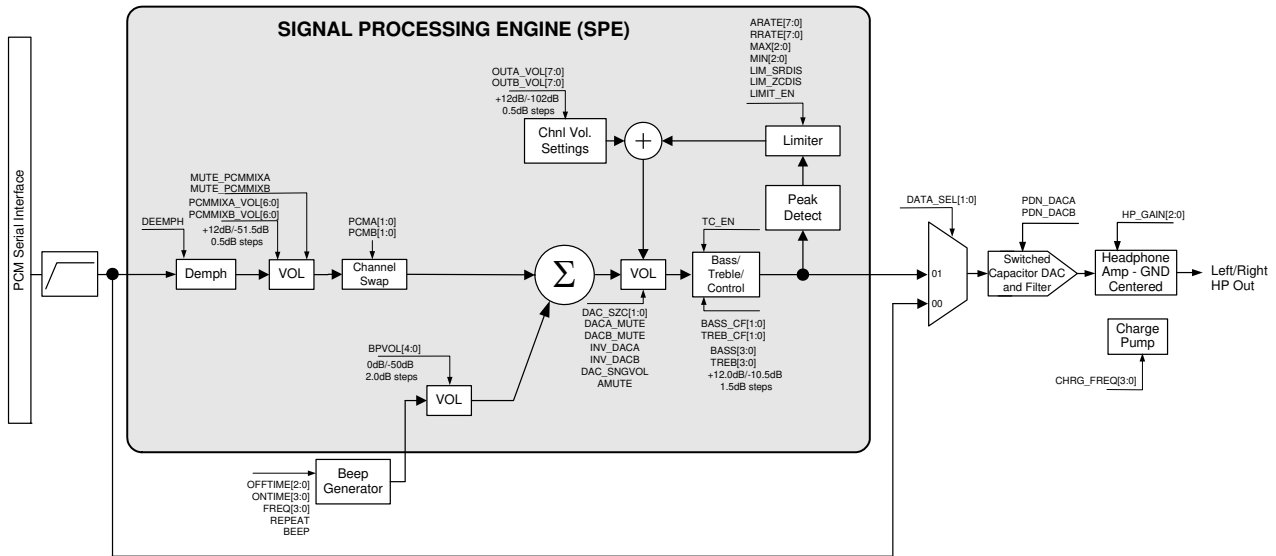 SIGNAL PROCESSING ENGINE (SPE)
PCM Serial Interface
OUTA_VOL[7:0]
OUTB_VOL[7:0]
+12dB/-102dB
0.5dB steps
Chnl Vol.
Settings
+
ARATE[7:0]
RRATE[7:0]
MAX[2:0]
MIN[2:0]
LIM_SRDIS
LIM_ZCDIS
LIMIT_EN
Limiter
Peak
Detect
MUTE_PCMMIXA
MUTE_PCMMIXB
PCMMIXA_VOL[6:0]
PCMMIXB_VOL[6:0]
+12dB/-51.5dB
0.5dB steps
DEEMPH
Demph
VOL
PCMA[1:0]
PCMB[1:0]
Channel
Swap
Σ
VOL
DAC_SZC[1:0]
DACA_MUTE
DACB_MUTE
INV_DACA
INV_DACB
DAC_SNGVOL
AMUTE
TC_EN
Bass/
Treble/
Control
BASS_CF[1:0]
TREB_CF[1:0]
BASS[3:0]
TREB[3:0]
+12.0dB/-10.5dB
1.5dB steps
BPVOL[4:0]
0dB/-50dB
2.0dB steps
VOL
Beep
Generator
OFFTIME[2:0]
ONTIME[3:0]
FREQ[3:0]
REPEAT
BEEP
DATA_SEL[1:0]
01
00
PDN_DACA
PDN_DACB
Switched
Capacitor DAC
and Filter
HP_GAIN[2:0]
Headphone
Amp - GND
Centered
Left/Right
HP Out
Charge
Pump
CHRG_FREQ[3:0]